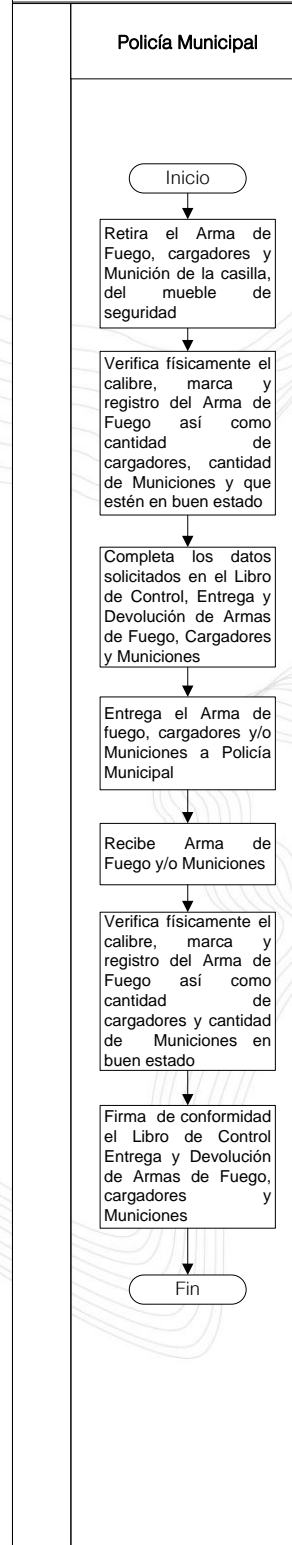 Policía Municipal
Inicio
Retira el Arma de
Fuego, cargadores y
Munición de la casilla,
del mueble de
seguridad
Verifica físicamente el
calibre, marca y
registro del Arma de
Fuego así como
cantidad de
cargadores, cantidad
de Municiones y que
estén en buen estado
Completa los datos
solicitados en el Libro
de Control, Entrega y
Devolución de Armas
de Fuego, Cargadores
y Municiones
Entrega el Arma de
fuego, cargadores y/o
Municiones a Policía
Municipal
Recibe Arma de
Fuego y/o Municiones
Verifica físicamente el
calibre, marca y
registro del Arma de
Fuego así como
cantidad de
cargadores y cantidad
de Municiones en
buen estado
Firma de conformidad
el Libro de Control
Entrega y Devolución
de Armas de Fuego,
cargadores y
Municiones
Fin